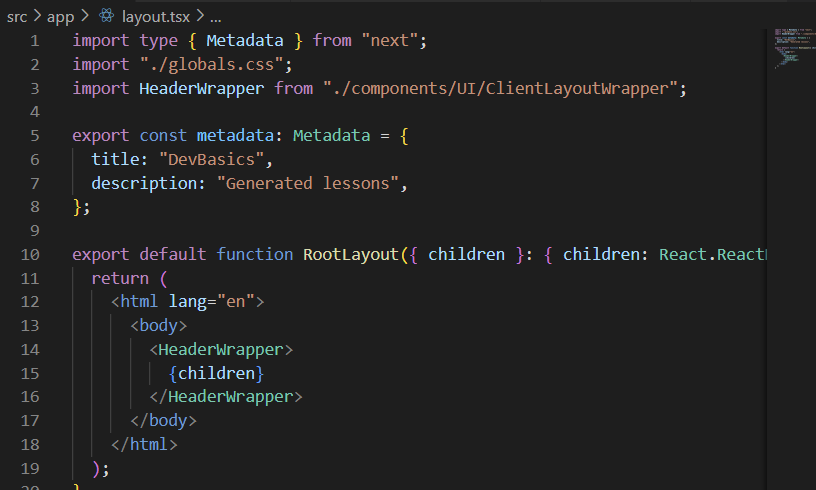 src > app > layout.tsx > ...
1 import type { Metadata } from "next";
2 import "./globals.css";
3 import HeaderWrapper from "./components/UI/ClientLayoutWrapper";
4
5 export const metadata: Metadata = {
6   title: "DevBasics",
7   description: "Generated lessons",
8 };
9
10 export default function RootLayout({ children }: { children: React.React
11   return (
12     <html lang="en">
13       <body>
14         <HeaderWrapper>
15           {children}
16         </HeaderWrapper>
17       </body>
18     </html>
19   );
20 }